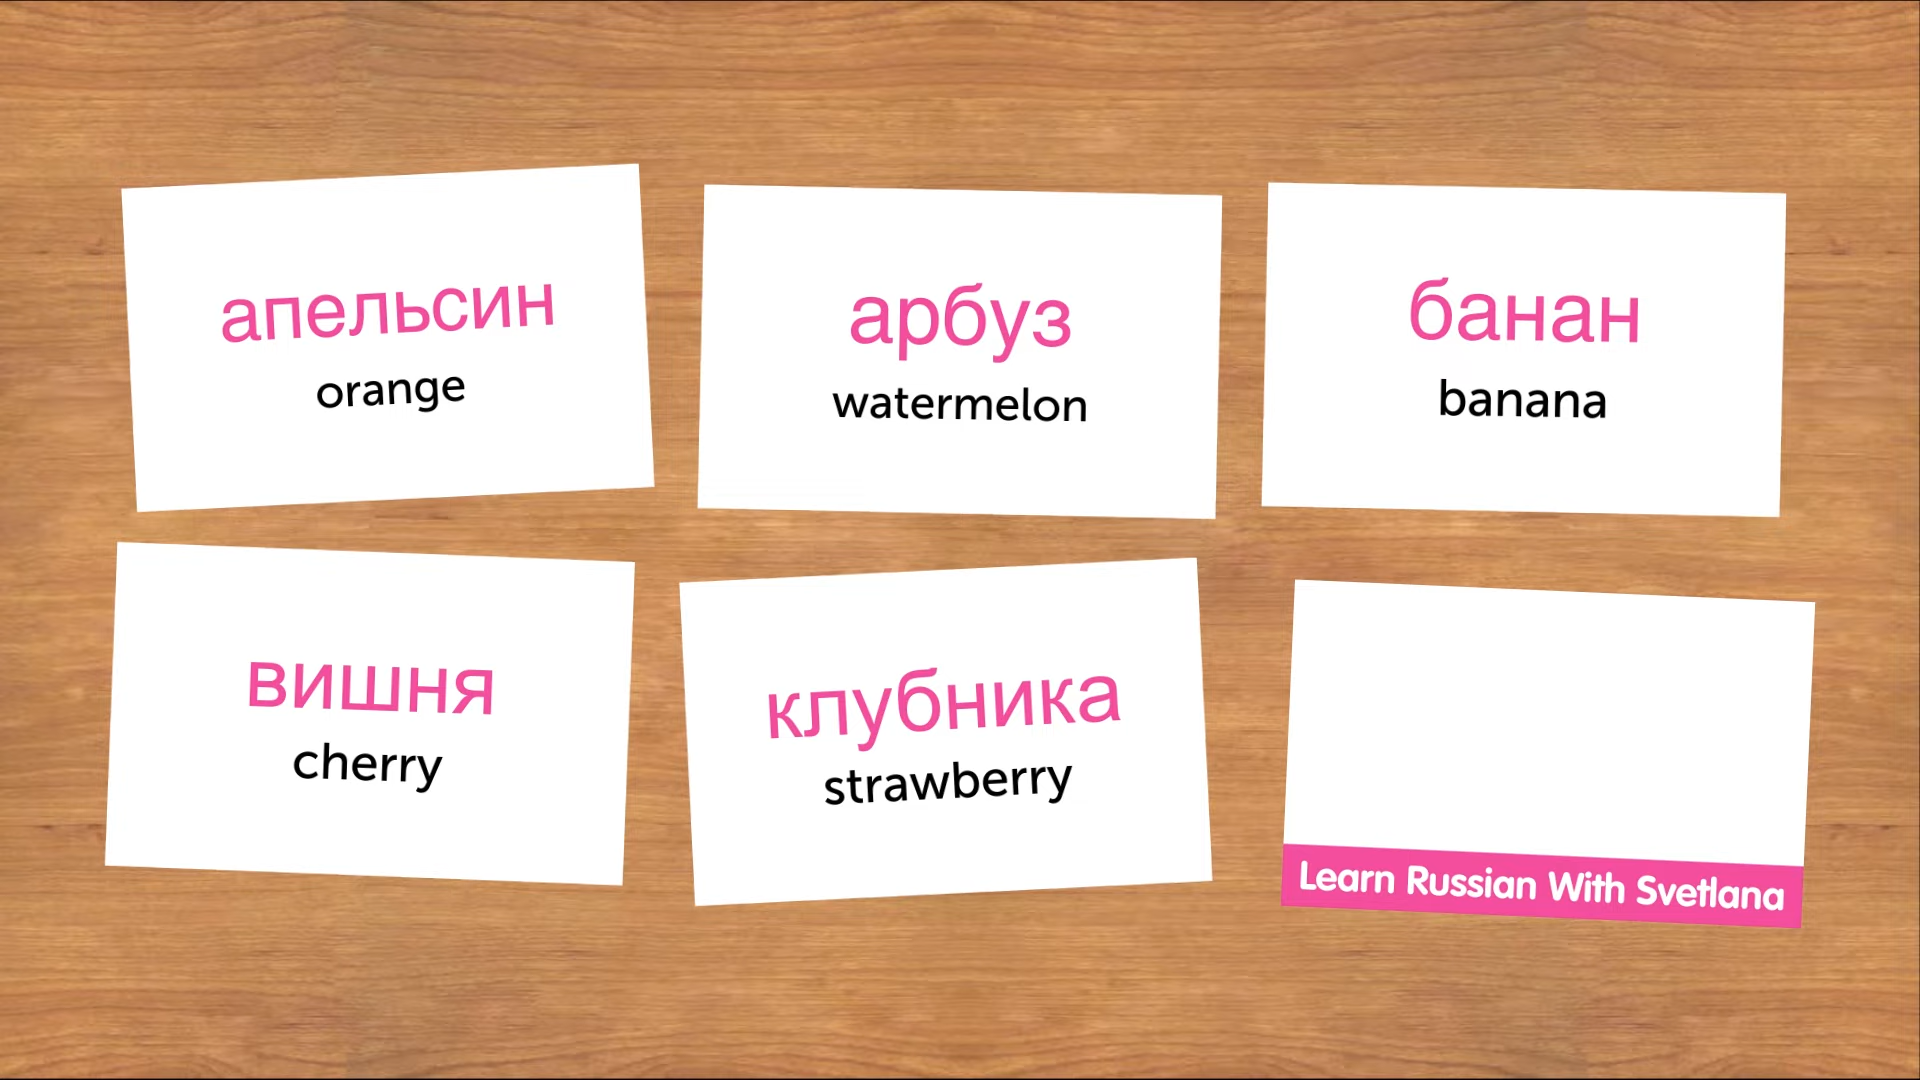 апельсин
orange
арбуз
watermelon
банан
banana
вишня
cherry
клубника
strawberry
Learn Russian With Svetlana